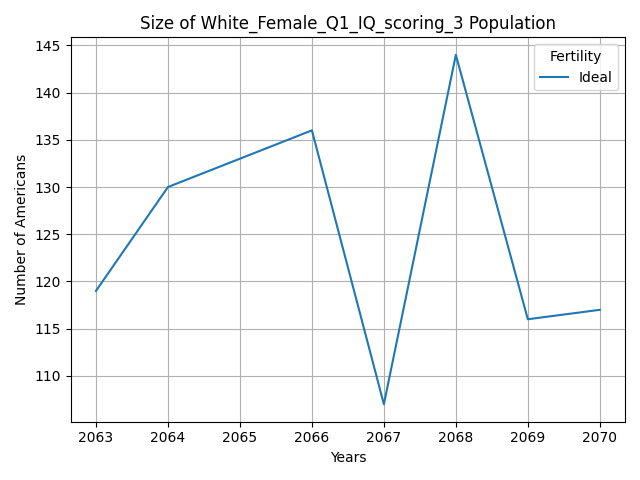 Size of White_Female_Q1_IQ_scoring_3 Population
Fertility
Ideal
Number of Americans
145
140
135
130
125
120
115
110
2063 2064 2065 2066 2067 2068 2069 2070
Years